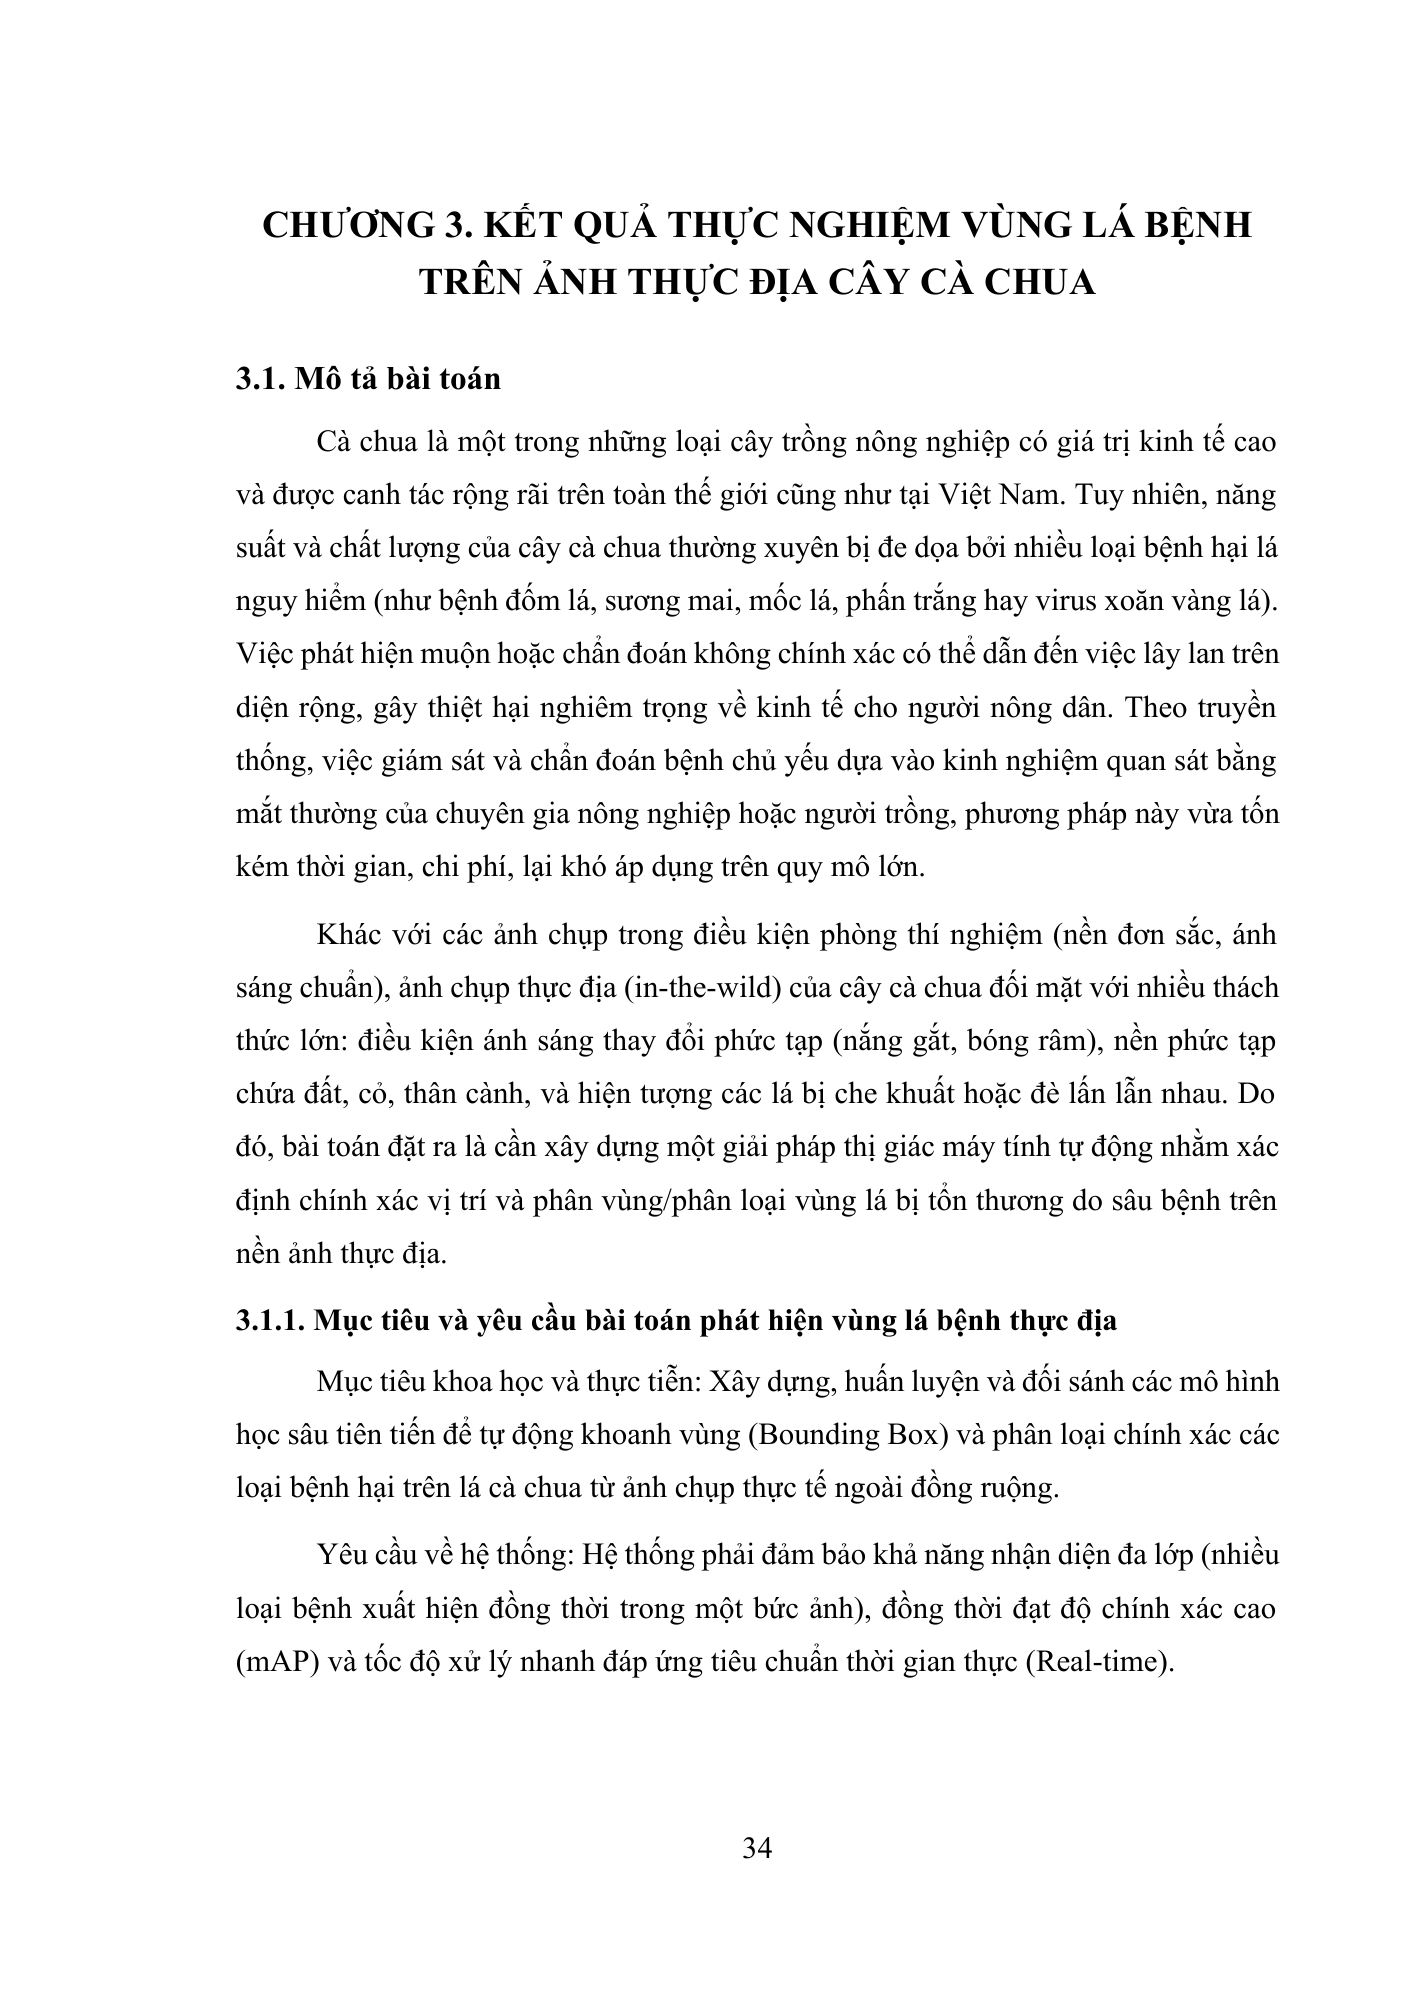 CHƯƠNG 3. KẾT QUẢ THỰC NGHIỆM VÙNG LÁ BỆNH
TRÊN ẢNH THỰC ĐỊA CÂY CÀ CHUA
3.1. Mô tả bài toán
Cà chua là một trong những loại cây trồng nông nghiệp có giá trị kinh tế cao
và được canh tác rộng rãi trên toàn thế giới cũng như tại Việt Nam. Tuy nhiên, năng
suất và chất lượng của cây cà chua thường xuyên bị đe dọa bởi nhiều loại bệnh hại lá
nguy hiểm (như bệnh đốm lá, sương mai, mốc lá, phấn trắng hay virus xoăn vàng lá).
Việc phát hiện muộn hoặc chẩn đoán không chính xác có thể dẫn đến việc lây lan trên
diện rộng, gây thiệt hại nghiêm trọng về kinh tế cho người nông dân. Theo truyền
thống, việc giám sát và chẩn đoán bệnh chủ yếu dựa vào kinh nghiệm quan sát bằng
mắt thường của chuyên gia nông nghiệp hoặc người trồng, phương pháp này vừa tốn
kém thời gian, chi phí, lại khó áp dụng trên quy mô lớn.
Khác với các ảnh chụp trong điều kiện phòng thí nghiệm (nền đơn sắc, ánh
sáng chuẩn), ảnh chụp thực địa (in-the-wild) của cây cà chua đối mặt với nhiều thách
thức lớn: điều kiện ánh sáng thay đổi phức tạp (nắng gắt, bóng râm), nền phức tạp
chứa đất, cỏ, thân cành, và hiện tượng các lá bị che khuất hoặc đè lấn lẫn nhau. Do
đó, bài toán đặt ra là cần xây dựng một giải pháp thị giác máy tính tự động nhằm xác
định chính xác vị trí và phân vùng/phân loại vùng lá bị tổn thương do sâu bệnh trên
nền ảnh thực địa.
3.1.1. Mục tiêu và yêu cầu bài toán phát hiện vùng lá bệnh thực địa
Mục tiêu khoa học và thực tiễn: Xây dựng, huấn luyện và đối sánh các mô hình
học sâu tiên tiến để tự động khoanh vùng (Bounding Box) và phân loại chính xác các
loại bệnh hại trên lá cà chua từ ảnh chụp thực tế ngoài đồng ruộng.
Yêu cầu về hệ thống: Hệ thống phải đảm bảo khả năng nhận diện đa lớp (nhiều
loại bệnh xuất hiện đồng thời trong một bức ảnh), đồng thời đạt độ chính xác cao
(mAP) và tốc độ xử lý nhanh đáp ứng tiêu chuẩn thời gian thực (Real-time).
34